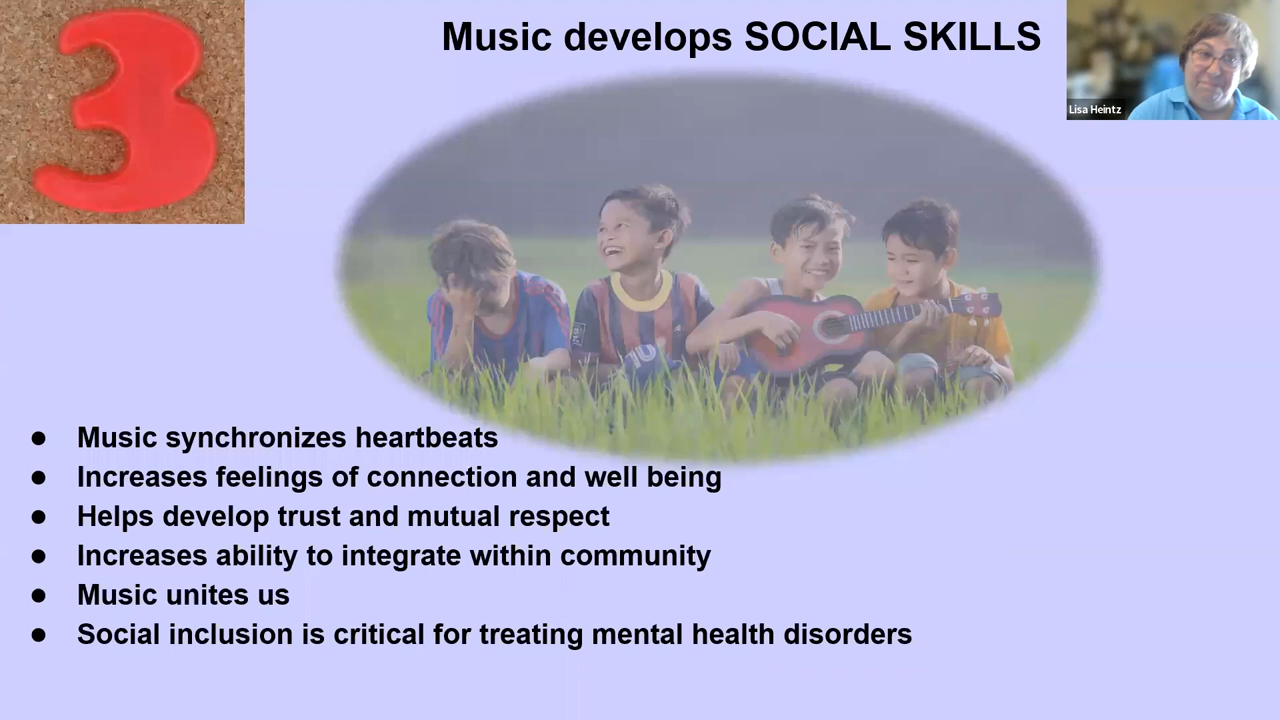 3
Music develops SOCIAL SKILLS
Lisa Heintz
10
● Music synchronizes heartbeats
● Increases feelings of connection and well being
● Helps develop trust and mutual respect
● Increases ability to integrate within community
● Music unites us
● Social inclusion is critical for treating mental health disorders